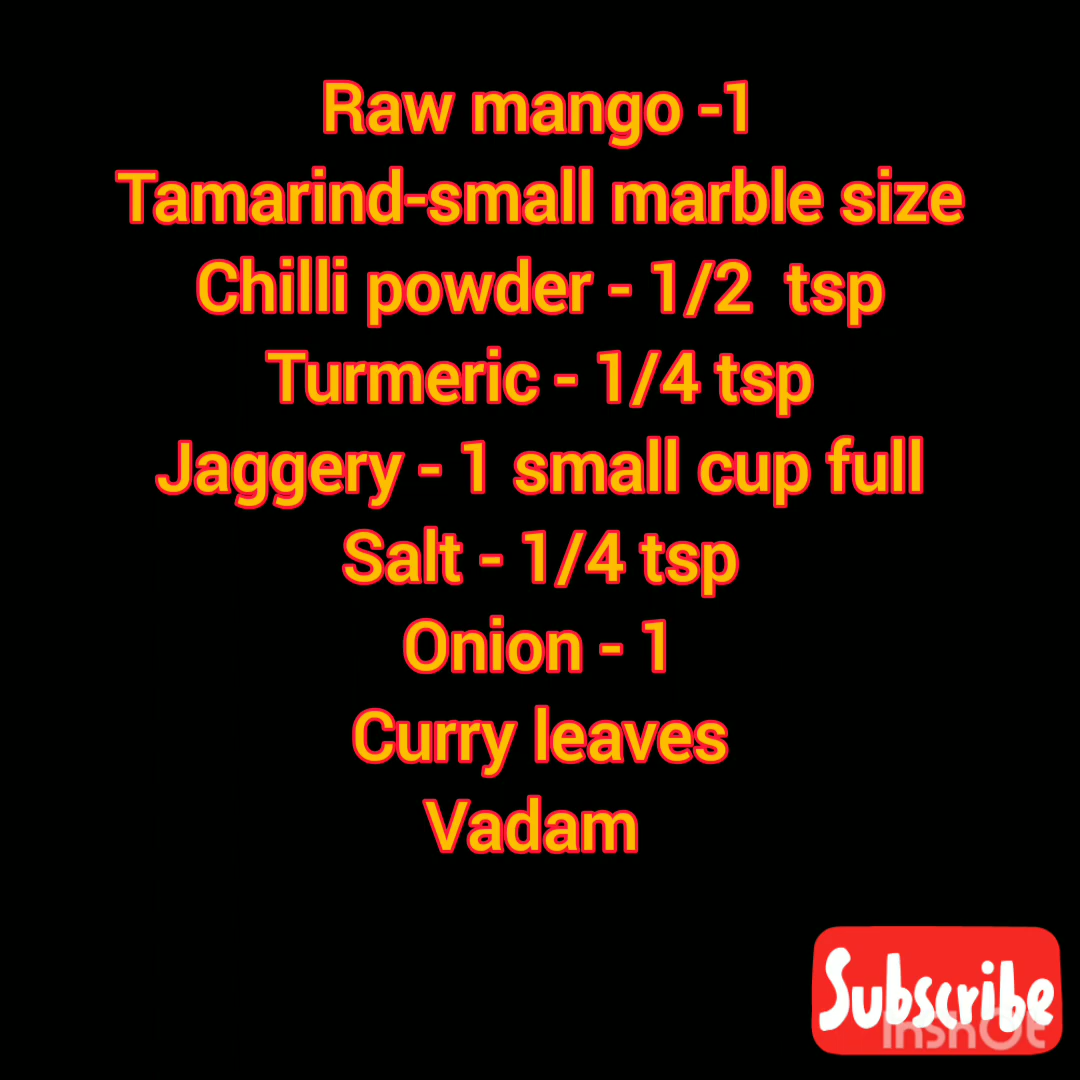 Raw mango -1
Tamarind-small marble size
Chilli powder - 1/2  tsp
Turmeric - 1/4 tsp
Jaggery - 1 small cup full
Salt - 1/4 tsp
Onion - 1
Curry leaves
Vadam
Subscribe
InShOt